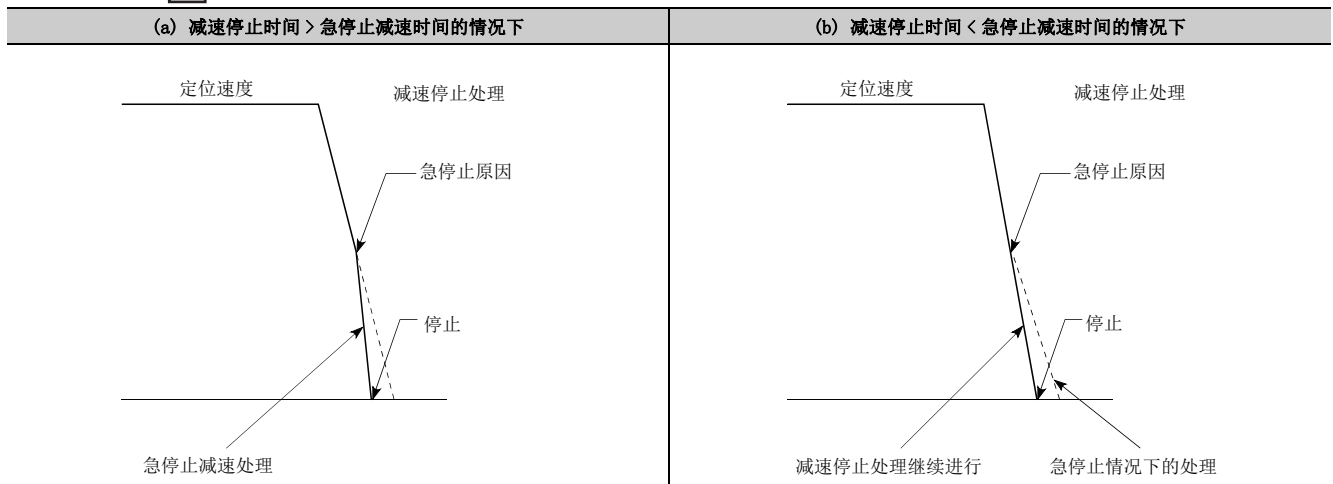 (a) 减速停止时间 > 急停止减速时间的情况下
(b) 减速停止时间 < 急停止减速时间的情况下
定位速度
减速停止处理
急停止原因
停止
急停止减速处理
定位速度
减速停止处理
急停止原因
停止
减速停止处理继续进行
急停止情况下的处理